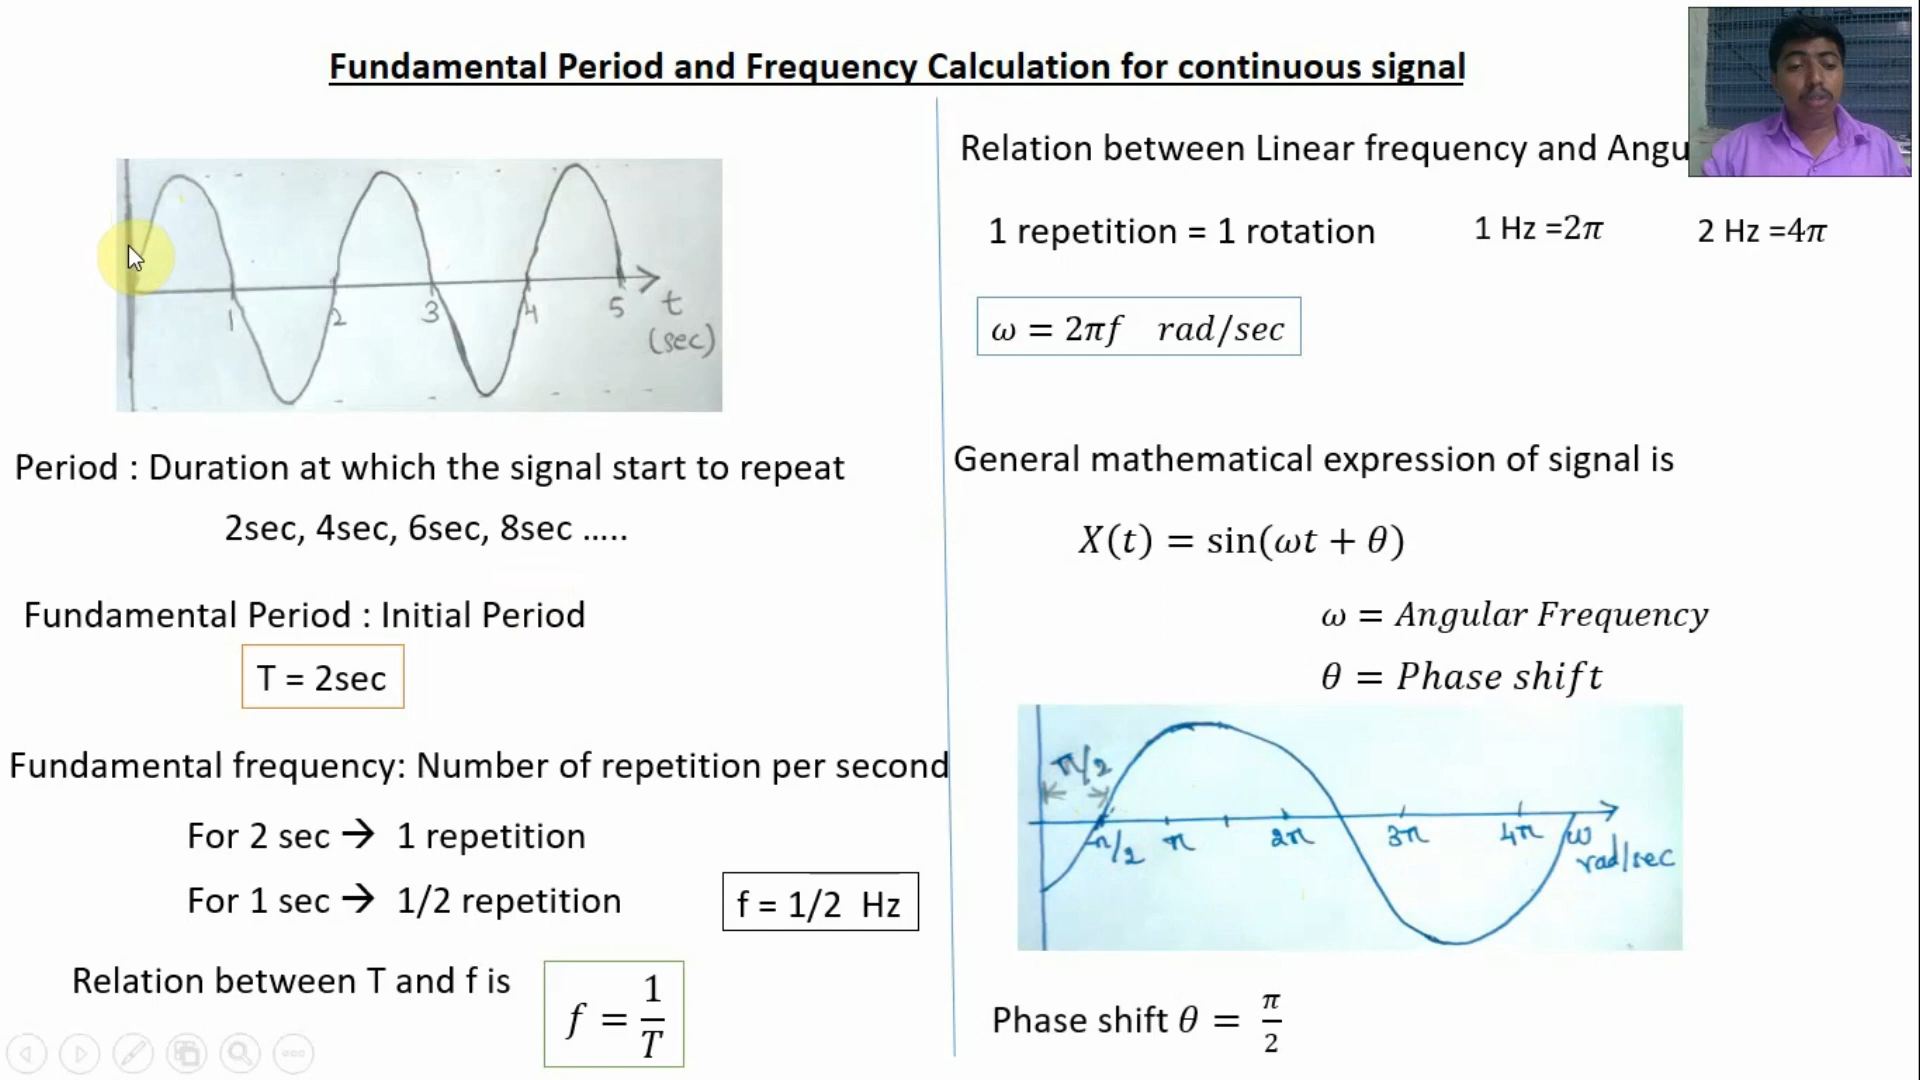 Fundamental Period and Frequency Calculation for continuous signal
1 2 3 4 5 t
(sec)
Period : Duration at which the signal start to repeat
2sec, 4sec, 6sec, 8sec .....
Fundamental Period : Initial Period
T = 2sec
Fundamental frequency: Number of repetition per second
For 2 sec → 1 repetition
For 1 sec → 1/2 repetition
f = 1/2 Hz
Relation between T and f is
f = 1/T
Relation between Linear frequency and Angu
1 repetition = 1 rotation 1 Hz =2π 2 Hz =4π
ω = 2πf rad/sec
General mathematical expression of signal is
X(t) = sin(ωt + θ)
ω = Angular Frequency
θ = Phase shift
π/2
π/2 π 2π 3π 4π ω
rad/sec
Phase shift θ = π/2